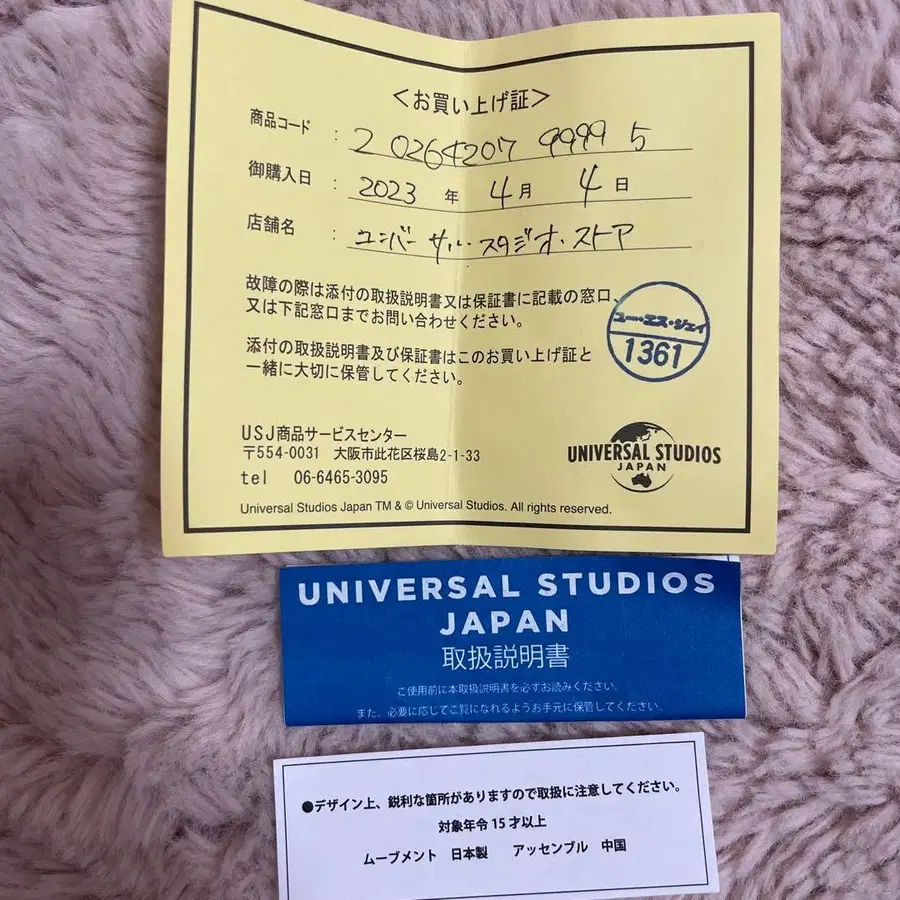 <お買い上げ証>
商品コード : 2 02642017 9999 5
御購入日 : 2023 年 4 月 4 日
店舗名 : ユニバーサル・スタジオ・ストア
故障の際は添付の取扱説明書又は保証書に記載の窓口、
又は下記窓口までお問い合わせください。
ユー・エス・ジェイ
1361
添付の取扱説明書及び保証書はこのお買い上げ証と
一緒に大切に保管してください。
USJ商品サービスセンター
〒554-0031 大阪市此花区桜島2-1-33
tel 06-6465-3095
UNIVERSAL STUDIOS
JAPAN
Universal Studios Japan TM & © Universal Studios. All rights reserved.
UNIVERSAL STUDIOS
JAPAN
取扱説明書
ご使用前に本取扱説明書を必ずお読みください。
また、必要に応じてご覧になれるようお手元に保管してください。
●デザイン上、鋭利な箇所がありますので取扱に注意してください。
対象年令 15 才以上
ムーブメント 日本製 アッセンブル 中国